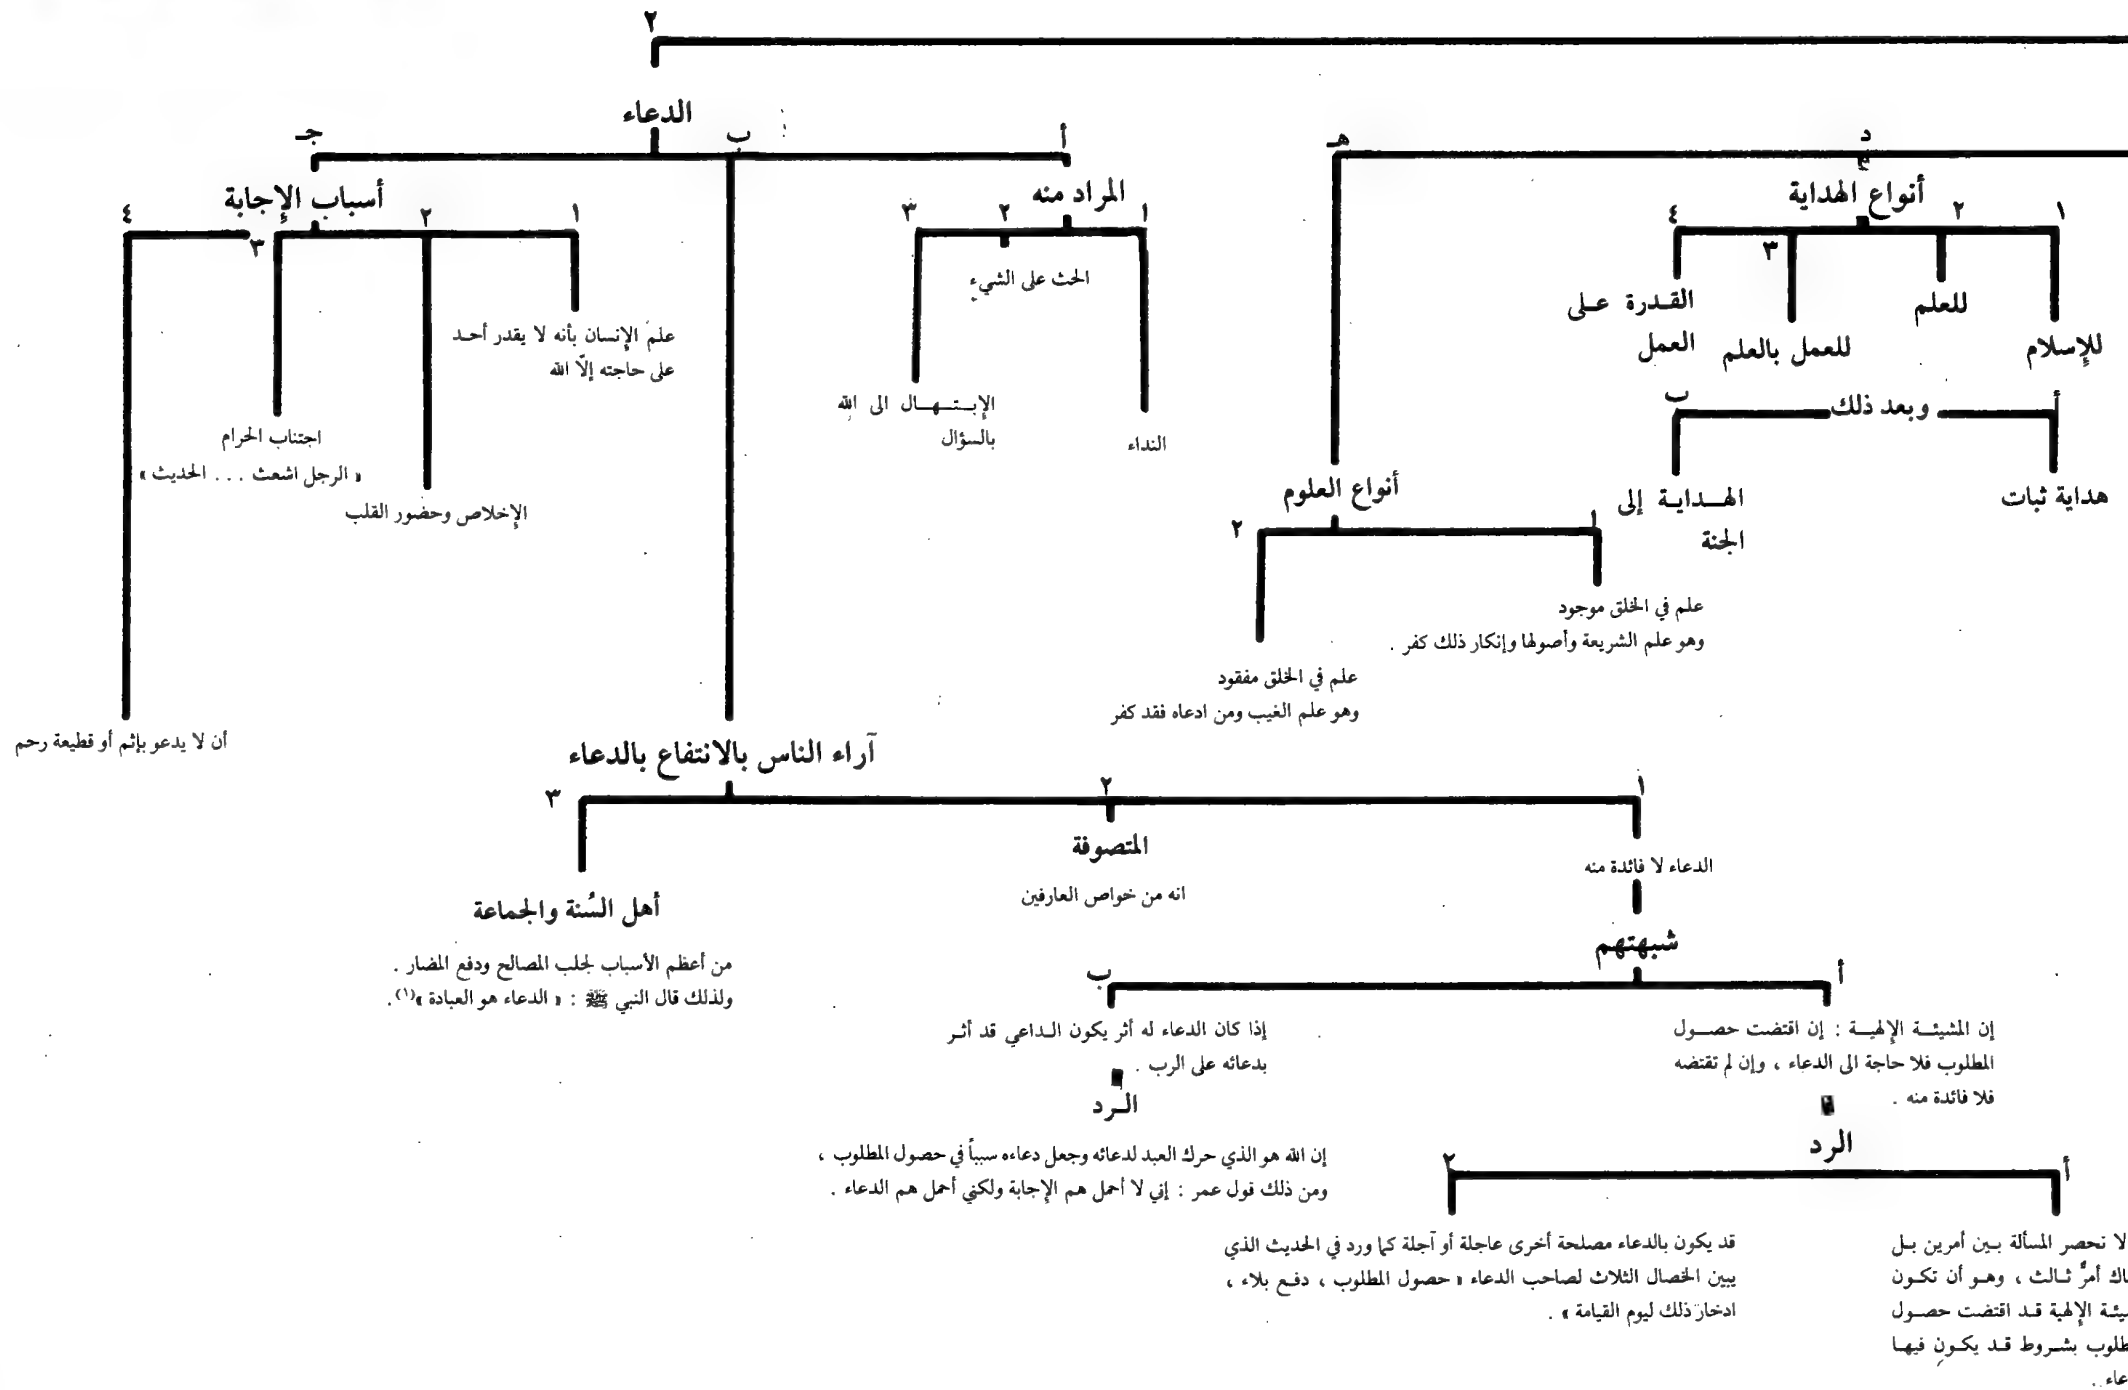 ٢
الدعاء
أ
ب
جـ
د
هـ
أنواع الهداية
١
٢
٣
٤
للإسلام
للعلم
للعمل بالعلم
القدرة على
العمل
وبعد ذلك
أ
ب
هداية ثبات
الهداية إلى
الجنة
أنواع العلوم
١
٢
علم في الخلق موجود
وهو علم الشريعة وأصولها وإنكار ذلك كفر .
علم في الخلق مفقود
وهو علم الغيب ومن ادعاه فقد كفر
المراد منه
١
٢
٣
النداء
الحث على الشيء
الإبتهال الى الله
بالسؤال
أسباب الإجابة
١
٢
٣
٤
علم الإنسان بأنه لا يقدر أحد
على حاجته إلّا الله
الإخلاص وحضور القلب
اجتناب الحرام
« الرجل اشعث ... الحديث »
أن لا يدعو بإثم أو قطيعة رحم
آراء الناس بالانتفاع بالدعاء
١
٢
٣
الدعاء لا فائدة منه
شبهتهم
المتصوفة
انه من خواص العارفين
أهل السُنة والجماعة
من أعظم الأسباب لجلب المصالح ودفع المضار .
ولذلك قال النبي ﷺ : « الدعاء هو العبادة »(١).
أ
ب
إن المشيئة الإلهية : إن اقتضت حصول
المطلوب فلا حاجة الى الدعاء ، وإن لم تقتضه
فلا فائدة منه .
إذا كان الدعاء له أثر يكون الداعي قد أثر
بدعائه على الرب .
الرد
إن الله هو الذي حرك العبد لدعائه وجعل دعاءه سبباً في حصول المطلوب ،
ومن ذلك قول عمر : إني لا أحمل هم الإجابة ولكني أحمل هم الدعاء .
الرد
أ
٢
لا تحصر المسألة بين أمرين بل
أمرٌ ثالث ، وهو أن تكون
الإلهية قد اقتضت حصول
بشروط قد يكون فيها
قد يكون بالدعاء مصلحة أخرى عاجلة أو آجلة كما ورد في الحديث الذي
يبين الخصال الثلاث لصاحب الدعاء « حصول المطلوب ، دفع بلاء ،
ادخار ذلك ليوم القيامة » .